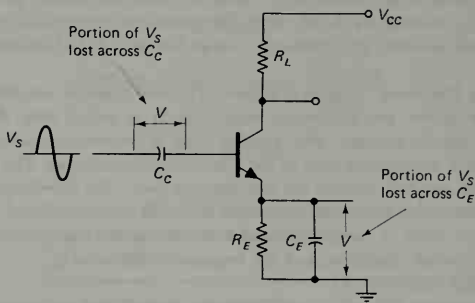 V_CC
Portion of V_S
lost across C_C
R_L
V
V_S
C_C
Portion of V_S
lost across C_E
R_E
C_E
V